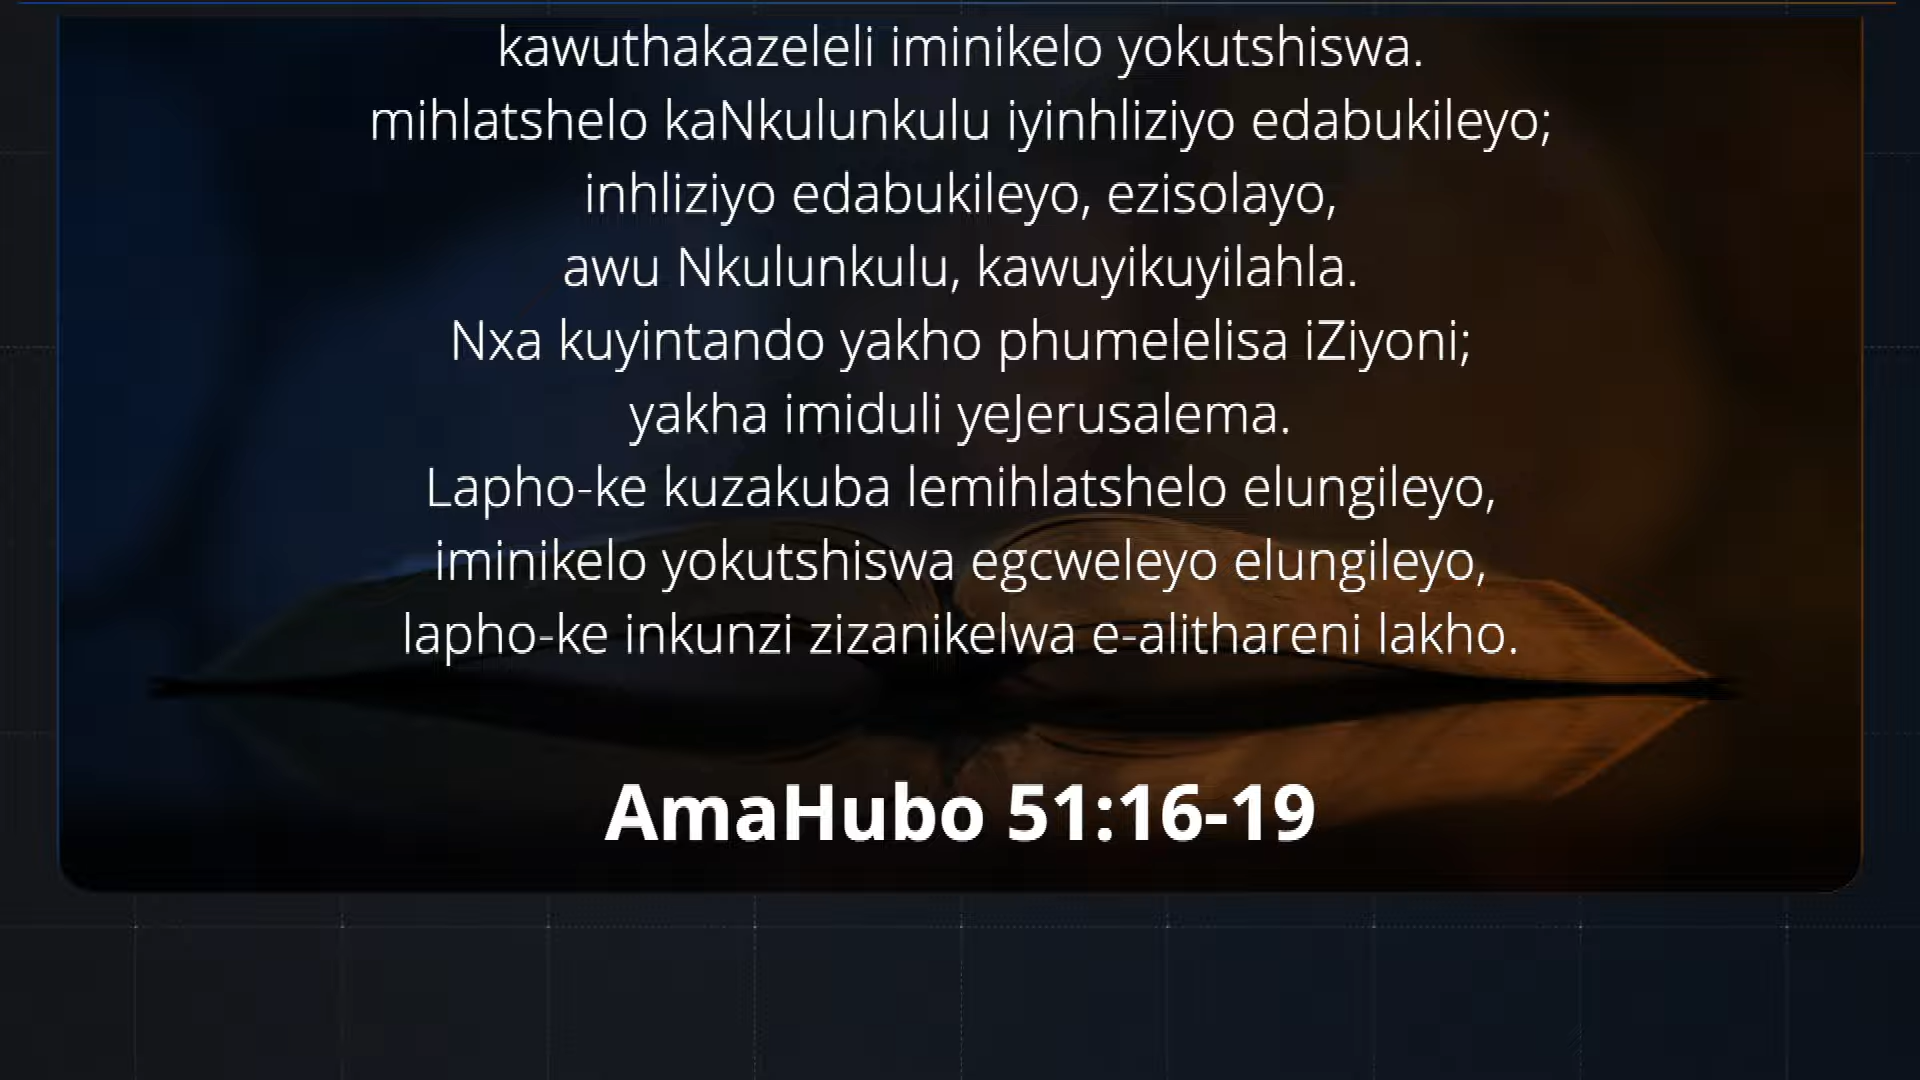 kawuthakazeleli iminikelo yokutshiswa.
mihlatshelo kaNkulunkulu iyinhliziyo edabukileyo;
inhliziyo edabukileyo, ezisolayo,
awu Nkulunkulu, kawuyikuyilahla.
Nxa kuyintando yakho phumelelisa iZiyoni;
yakha imiduli yeJerusalema.
Lapho-ke kuzakuba lemihlatshelo elungileyo,
iminikelo yokutshiswa egcweleyo elungileyo,
lapho-ke inkunzi zizanikelwa e-alithareni lakho.
AmaHubo 51:16-19